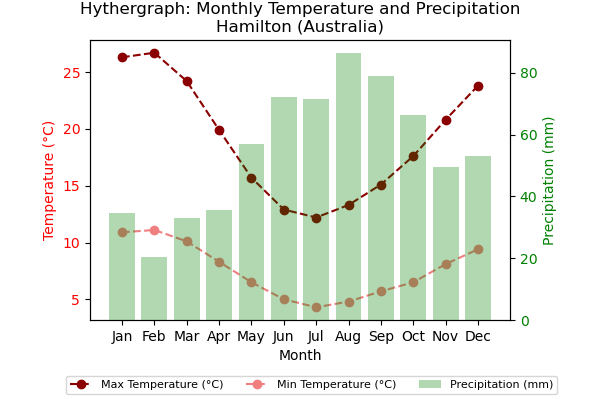 Hythergraph: Monthly Temperature and Precipitation
Hamilton (Australia)
Temperature (°C)
25
20
15
10
5
80
60
40
20
0
Precipitation (mm)
Jan Feb Mar Apr May Jun Jul Aug Sep Oct Nov Dec
Month
Max Temperature (°C) Min Temperature (°C) Precipitation (mm)